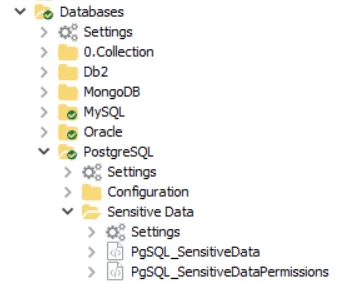 Databases
Settings
0.Collection
Db2
MongoDB
MySQL
Oracle
PostgreSQL
Settings
Configuration
Sensitive Data
Settings
PgSQL_SensitiveData
PgSQL_SensitiveDataPermissions